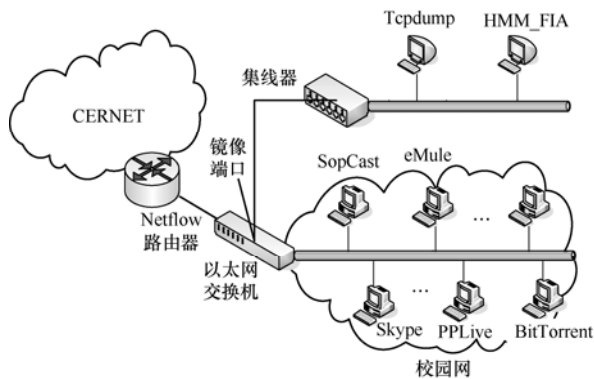 Tcpdump
HMM_FIA
集线器
CERNET
镜像
端口
SopCast
eMule
...
Netflow
路由器
以太网
交换机
...
Skype
PPLive
BitTorrent
校园网